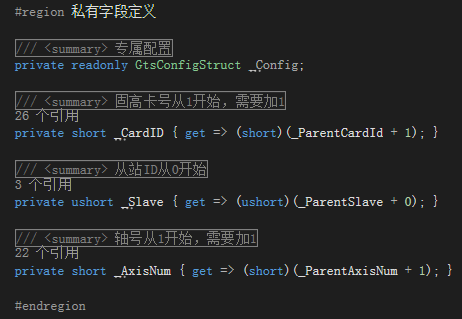 #region 私有字段定义
/// <summary> 专属配置
private readonly GtsConfigStruct _Config;
/// <summary> 固高卡号从1开始，需要加1
26 个引用
private short _CardID { get => (short)(_ParentCardId + 1); }
/// <summary> 从站ID从0开始
3 个引用
private ushort _Slave { get => (ushort)(_ParentSlave + 0); }
/// <summary> 轴号从1开始，需要加1
22 个引用
private short _AxisNum { get => (short)(_ParentAxisNum + 1); }
#endregion